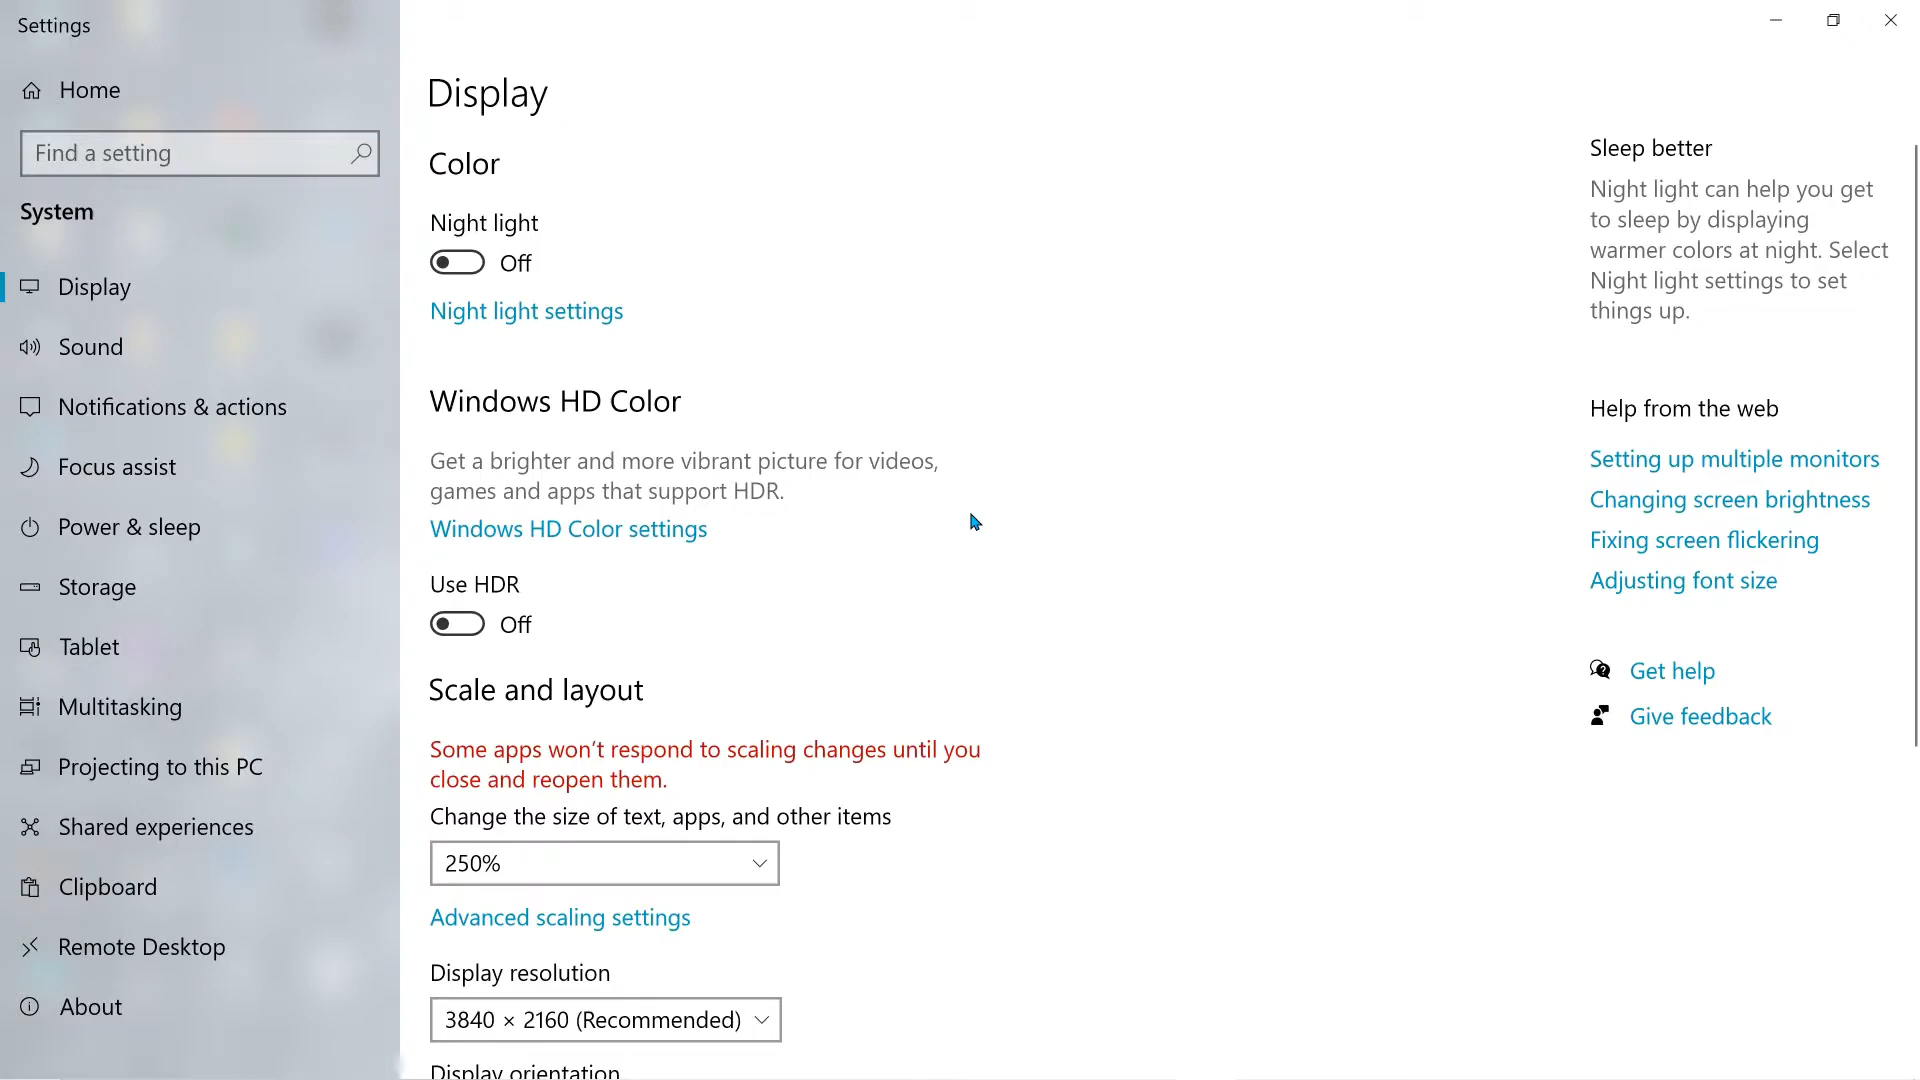 Settings
Home
Find a setting
System
Display
Sound
Notifications & actions
Focus assist
Power & sleep
Storage
Tablet
Multitasking
Projecting to this PC
Shared experiences
Clipboard
Remote Desktop
About
Display
Color
Night light
Off
Night light settings
Windows HD Color
Get a brighter and more vibrant picture for videos,
games and apps that support HDR.
Windows HD Color settings
Use HDR
Off
Scale and layout
Some apps won’t respond to scaling changes until you
close and reopen them.
Change the size of text, apps, and other items
250%
Advanced scaling settings
Display resolution
3840 × 2160 (Recommended)
Display orientation
Sleep better
Night light can help you get
to sleep by displaying
warmer colors at night. Select
Night light settings to set
things up.
Help from the web
Setting up multiple monitors
Changing screen brightness
Fixing screen flickering
Adjusting font size
Get help
Give feedback